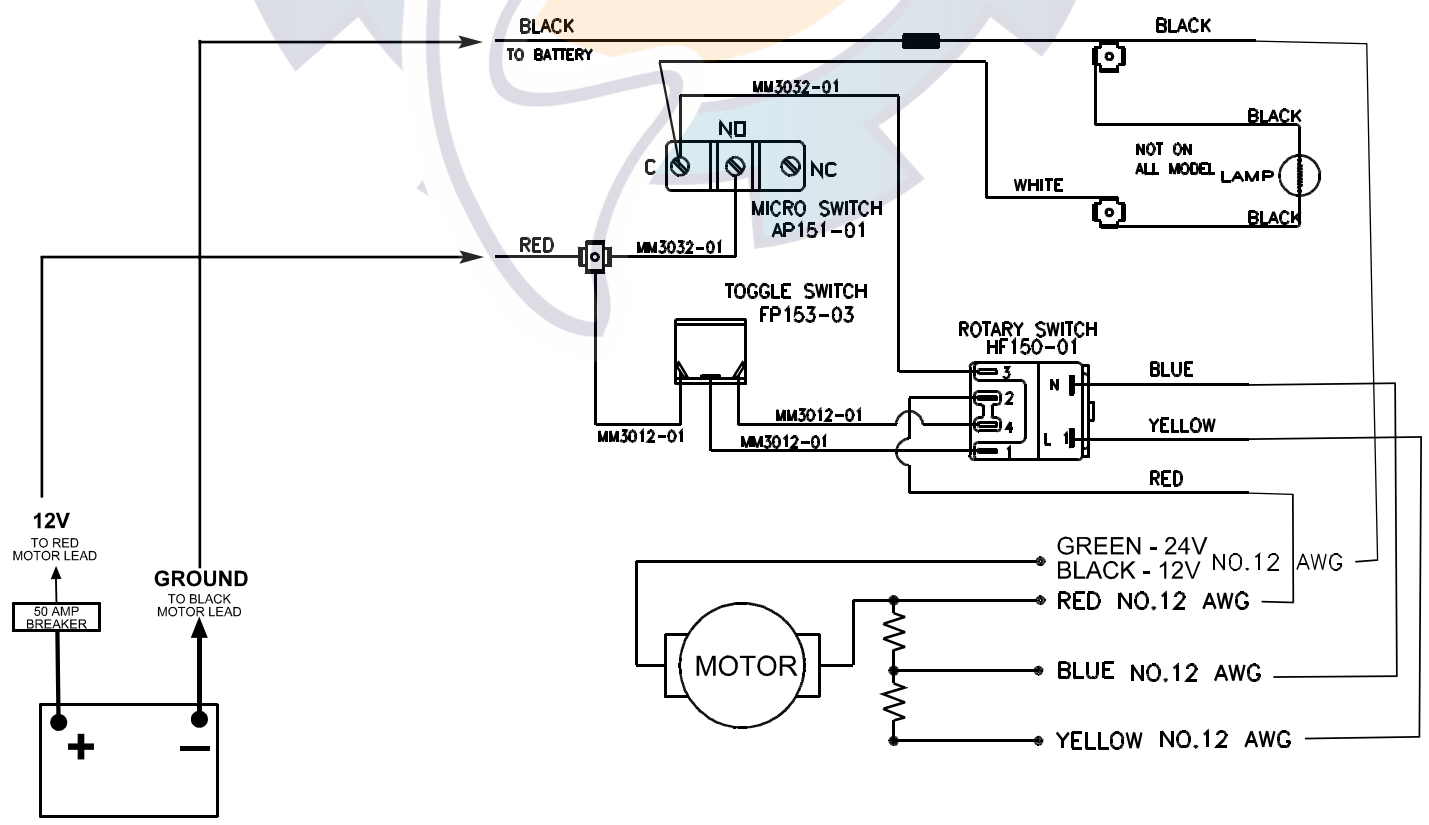 BLACK
TO BATTERY
BLACK
MM3032-01
NO
C
NC
MICRO SWITCH
AP151-01
BLACK
NOT ON
ALL MODEL
LAMP
WHITE
BLACK
RED
MM3032-01
TOGGLE SWITCH
FP153-03
ROTARY SWITCH
HF150-01
3
2
4
1
N
L 1
BLUE
YELLOW
RED
MM3012-01
MM3012-01
MM3012-01
12V
TO RED
MOTOR LEAD
50 AMP
BREAKER
GROUND
TO BLACK
MOTOR LEAD
+
—
MOTOR
GREEN - 24V
BLACK - 12V
NO.12 AWG
RED NO.12 AWG
BLUE NO.12 AWG
YELLOW NO.12 AWG